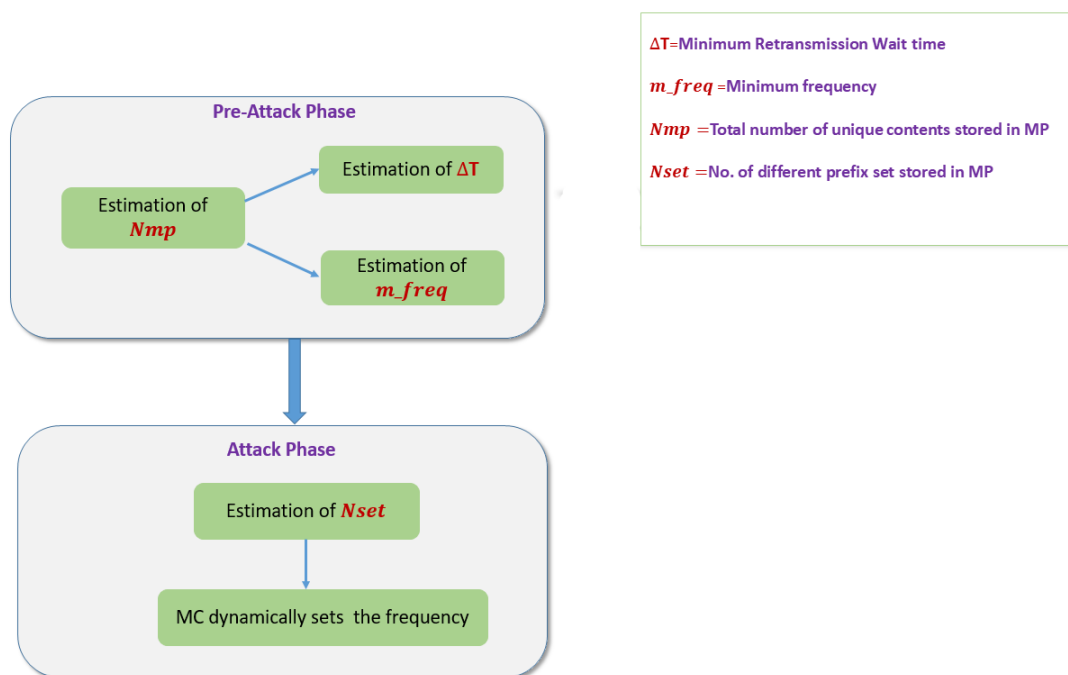 Pre-Attack Phase
Estimation of
Nmp
Estimation of ΔT
Estimation of
m_freq
Attack Phase
Estimation of Nset
MC dynamically sets the frequency
ΔT=Minimum Retransmission Wait time
m_freq =Minimum frequency
Nmp =Total number of unique contents stored in MP
Nset =No. of different prefix set stored in MP